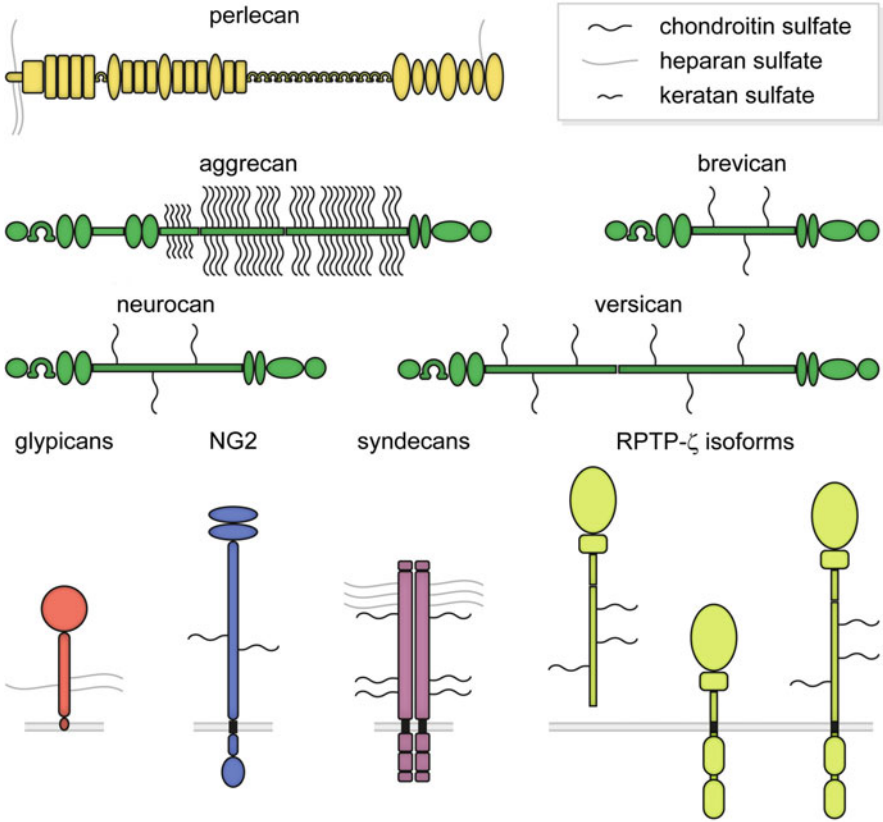 perlecan
chondroitin sulfate
heparan sulfate
keratan sulfate
aggrecan
brevican
neurocan
versican
glypicans
NG2
syndecans
RPTP-ζ isoforms